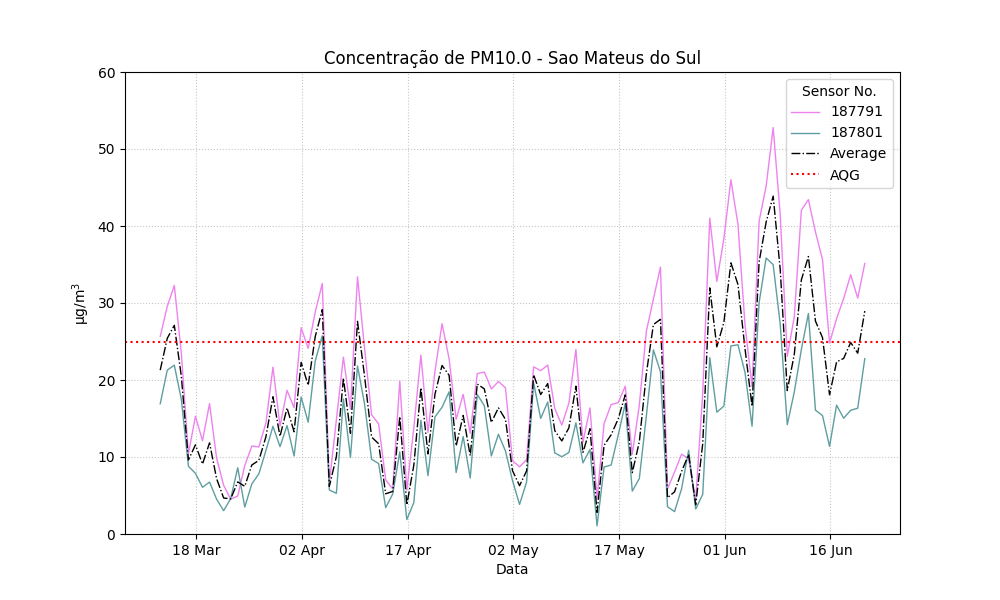 Concentração de PM10.0 - Sao Mateus do Sul
60
50
40
30
20
10
0
µg/m³
Sensor No.
187791
187801
Average
AQG
18 Mar
02 Apr
17 Apr
02 May
17 May
01 Jun
16 Jun
Data